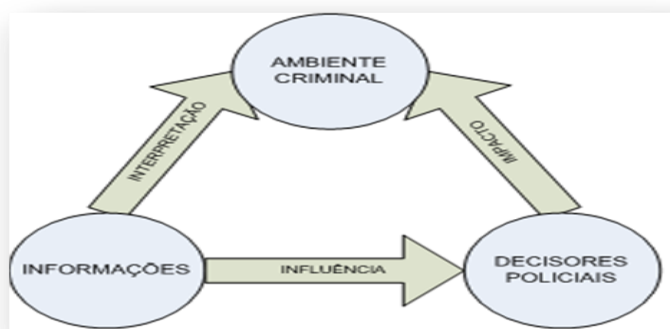 AMBIENTE
CRIMINAL
INTERPRETAÇÃO
IMPACTO
INFORMAÇÕES
INFLUÊNCIA
DECISORES
POLICIAIS